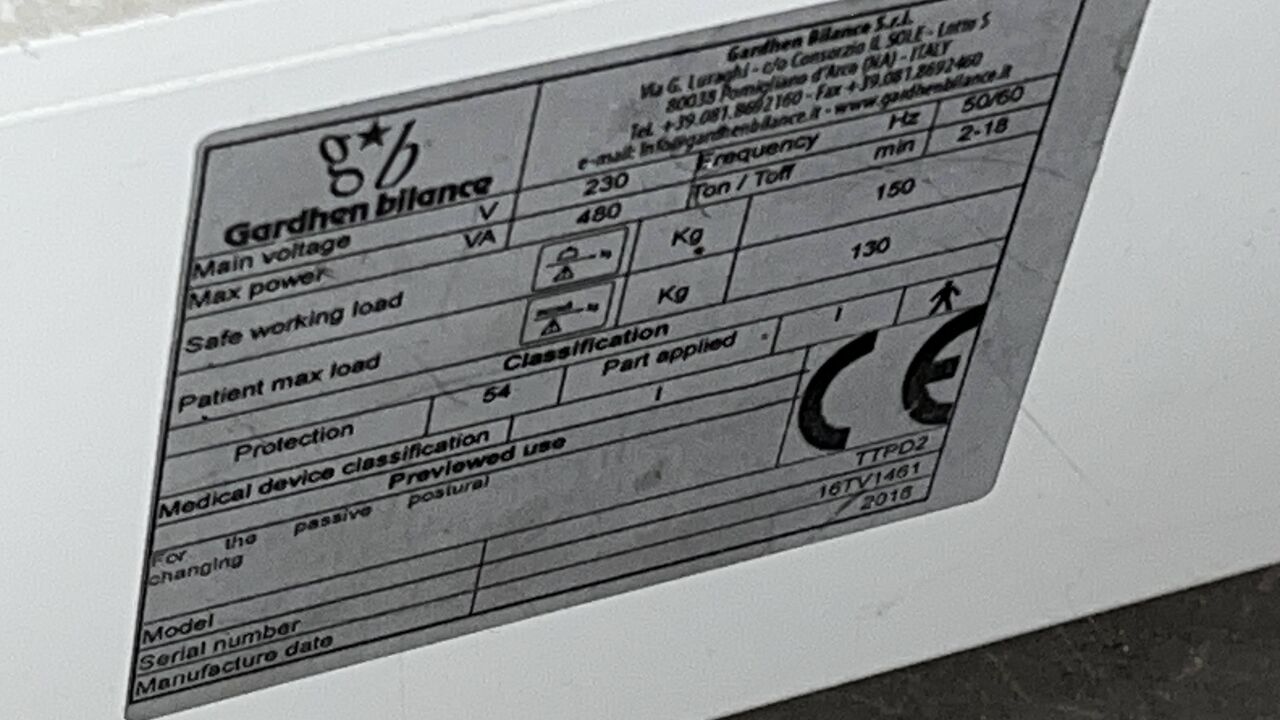 gb
Gardhen bilance
Gardhen Bilance S.r.l.
Via G. Luraghi - c/o Consorzio IL SOLE - Lotto S
80038 Pomigliano d'Arco (NA) - ITALY
Tel. +39.081.8692160 - Fax +39.081.8692460
e-mail: info@gardhenbilance.it - www.gardhenbilance.it
Main voltage V 230 Frequency Hz 50/60
Max power VA 480 Ton / Toff min 2-18
Safe working load kg Kg 150
Patient max load kg Kg 130
Classification
Protection 54 Part applied I
Medical device classification I
Previewed use
For the passive postural
changing
CE
Model TTPD2
Serial number 16TV1461
Manufacture date 2016